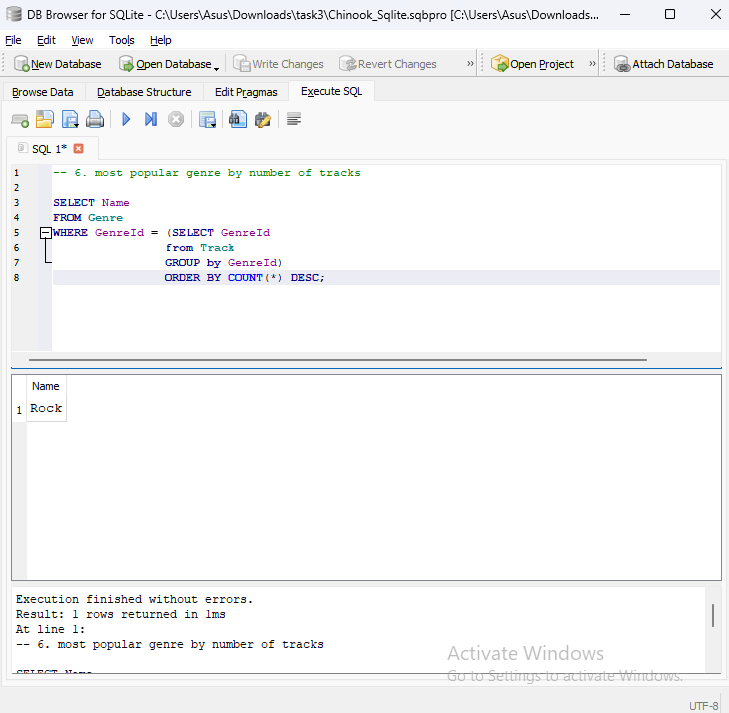 DB Browser for SQLite - C:\Users\Asus\Downloads\task3\Chinook_Sqlite.sqbpro [C:\Users\Asus\Downloads...
File Edit View Tools Help
New Database Open Database Write Changes Revert Changes » Open Project » Attach Database
Browse Data Database Structure Edit Pragmas Execute SQL
SQL 1*
1 -- 6. most popular genre by number of tracks
2
3 SELECT Name
4 FROM Genre
5 WHERE GenreId = (SELECT GenreId
6 from Track
7 GROUP by GenreId)
8 ORDER BY COUNT(*) DESC;
Name
1 Rock
Execution finished without errors.
Result: 1 rows returned in 1ms
At line 1:
-- 6. most popular genre by number of tracks
SELECT Name
Activate Windows
Go to Settings to activate Windows.
UTF-8